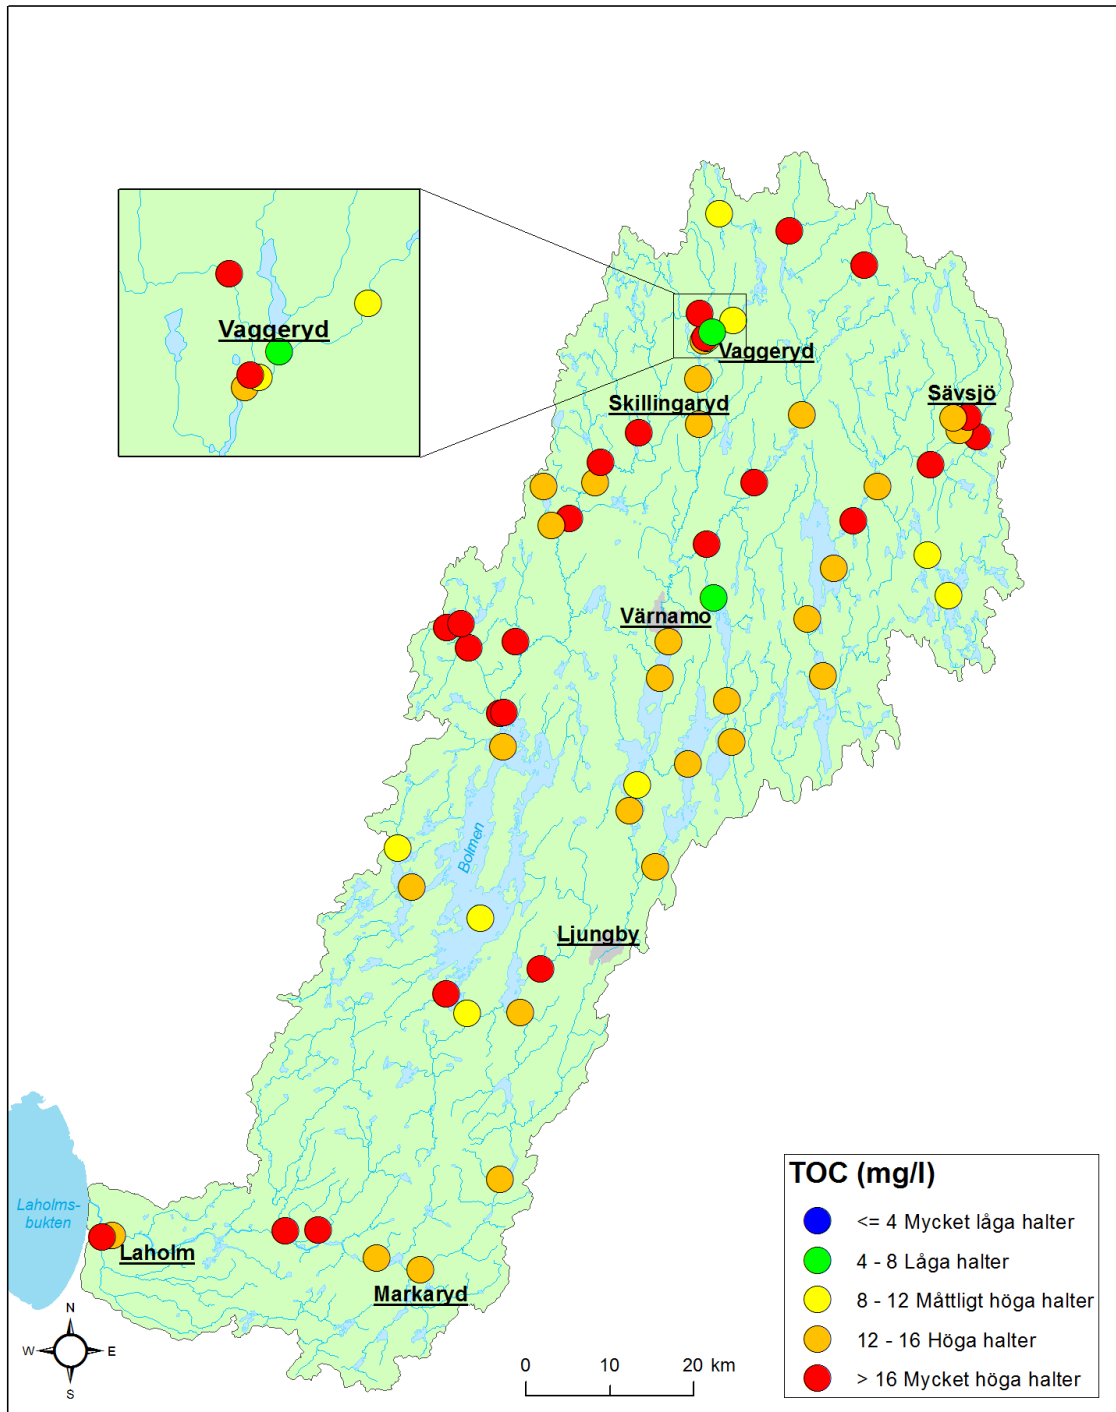 Vaggeryd
Vaggeryd
Skillingaryd
Sävsjö
Värnamo
Bolmen
Ljungby
Laholms-
bukten
Laholm
Markaryd
N
W
E
S
0
10
20 km
TOC (mg/l)
<= 4 Mycket låga halter
4 - 8 Låga halter
8 - 12 Måttligt höga halter
12 - 16 Höga halter
> 16 Mycket höga halter